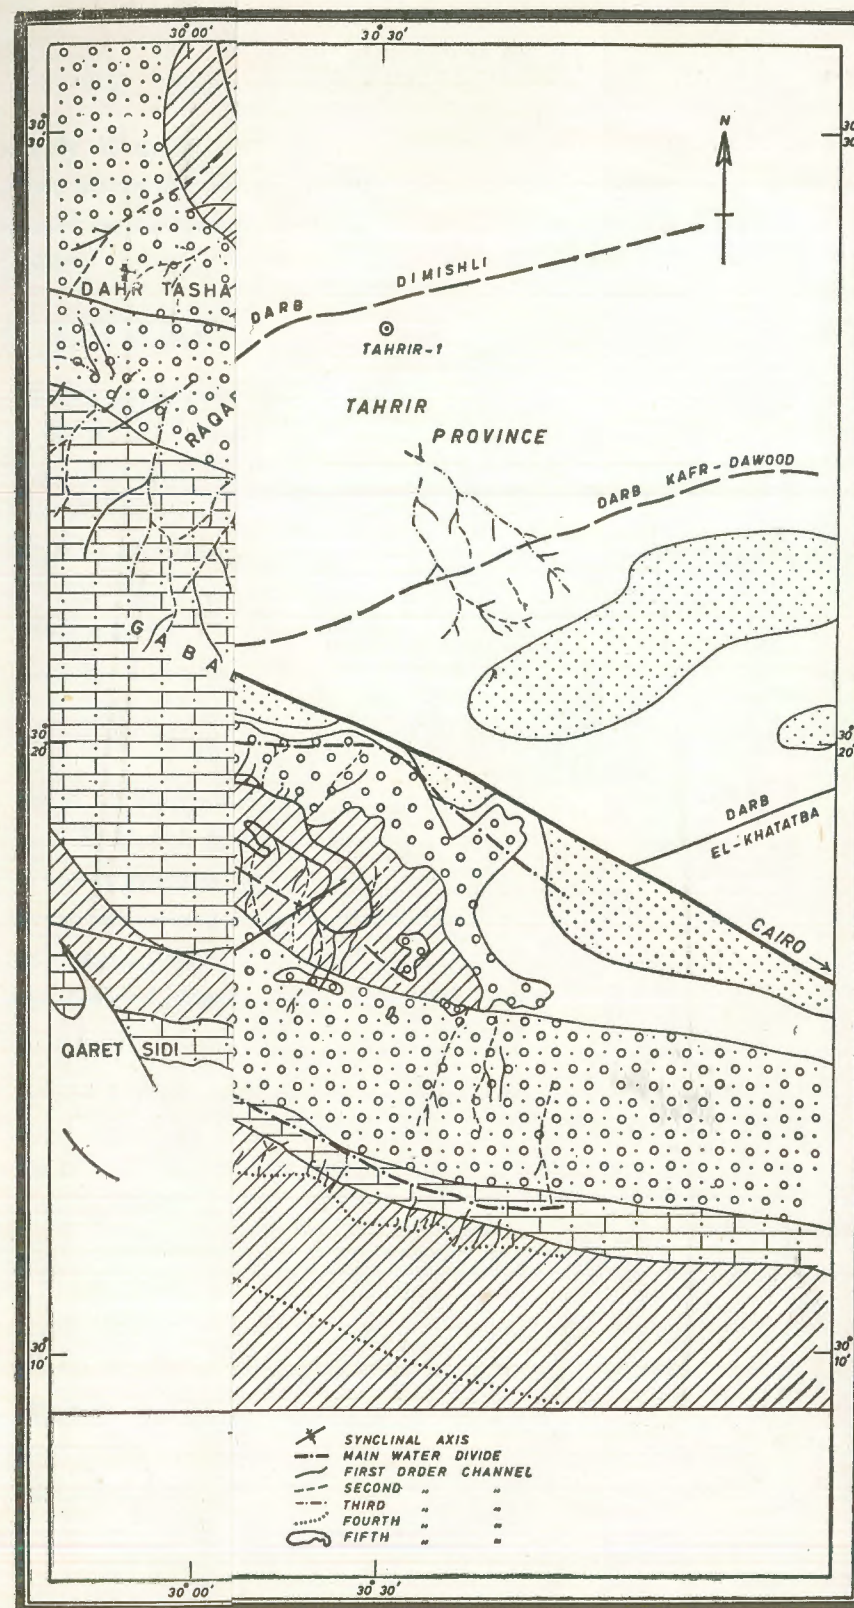 30° 00'
30° 30'
30° 30'
30° 30'
N
DARB DIMISHLI
DAHR TASHA
TAHRIR-1
TAHRIR
PROVINCE
RAQAB
DARB KAFR-DAWOOD
GABAL
30° 20'
30° 20'
DARB
EL-KHATATBA
CAIRO
QARET SIDI
30° 10'
30° 10'
SYNCLINAL AXIS
MAIN WATER DIVIDE
FIRST ORDER CHANNEL
SECOND " "
THIRD " "
FOURTH " "
FIFTH " "
30° 00'
30° 30'